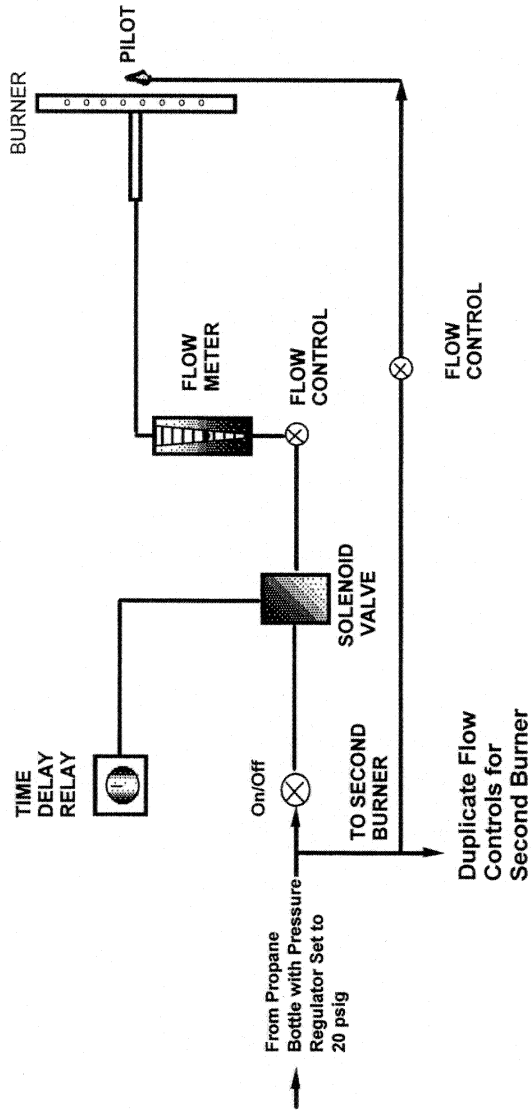 From Propane
Bottle with Pressure
Regulator Set to
20 psig
On/Off
TIME
DELAY
RELAY
SOLENOID
VALVE
FLOW
CONTROL
FLOW
METER
BURNER
PILOT
TO SECOND
BURNER
FLOW
CONTROL
Duplicate Flow
Controls for
Second Burner